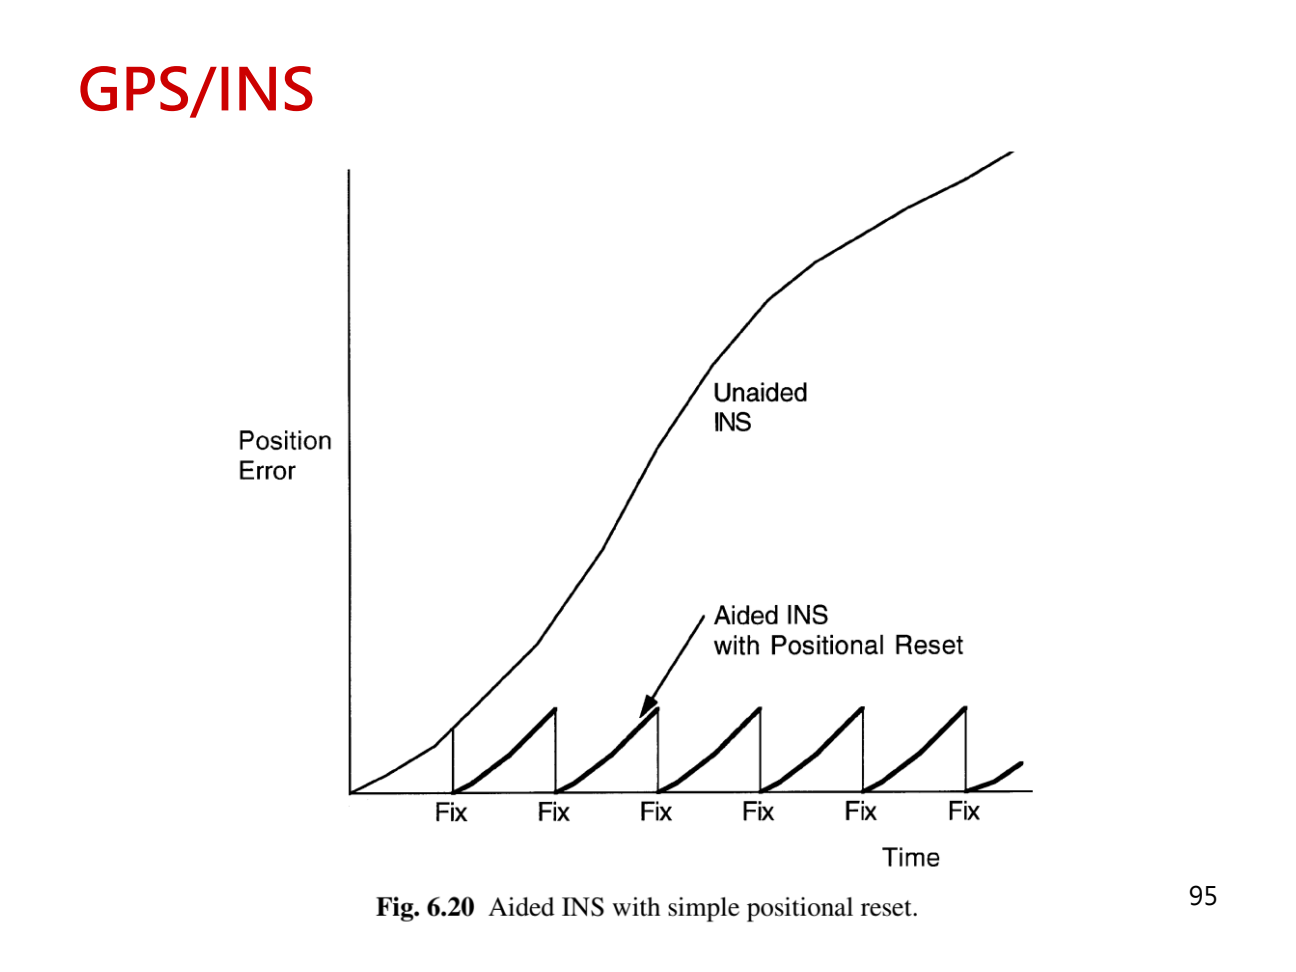 GPS/INS
Unaided
INS
Position
Error
Aided INS
with Positional Reset
Fix Fix Fix Fix Fix Fix
Time
Fig. 6.20 Aided INS with simple positional reset.
95